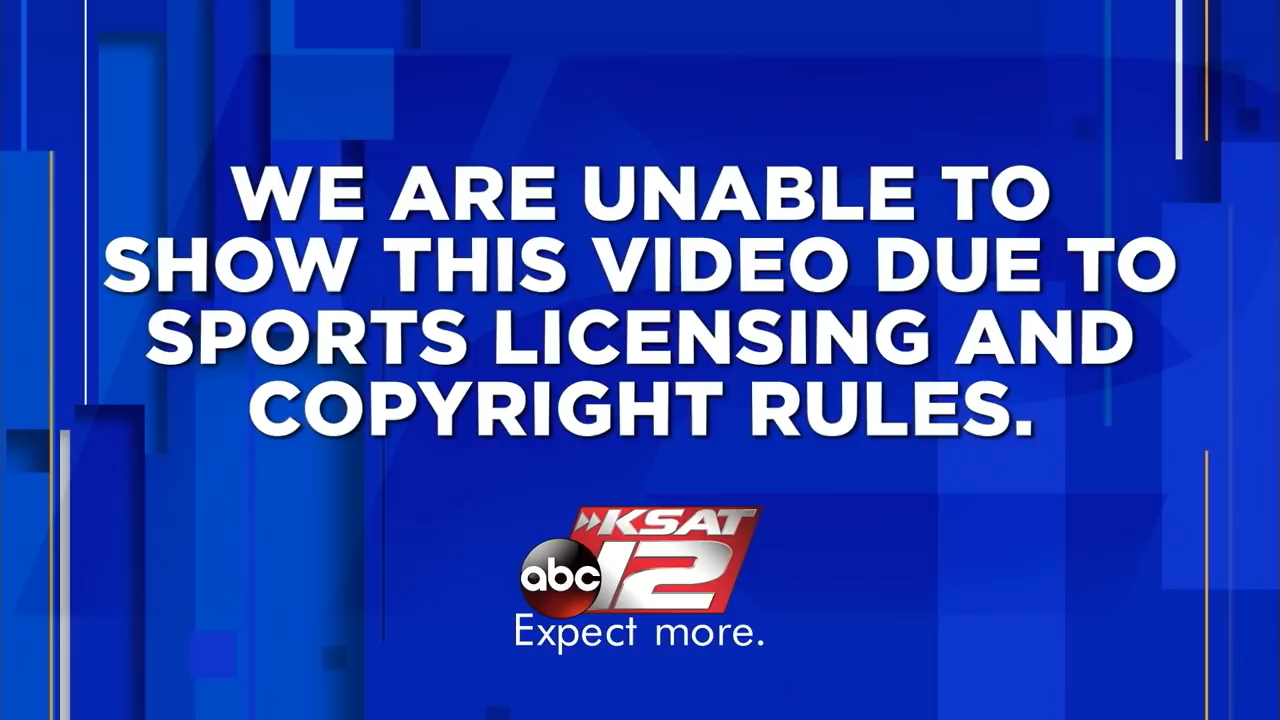 WE ARE UNABLE TO
SHOW THIS VIDEO DUE TO
SPORTS LICENSING AND
COPYRIGHT RULES.
KSAT
abc 12
Expect more.